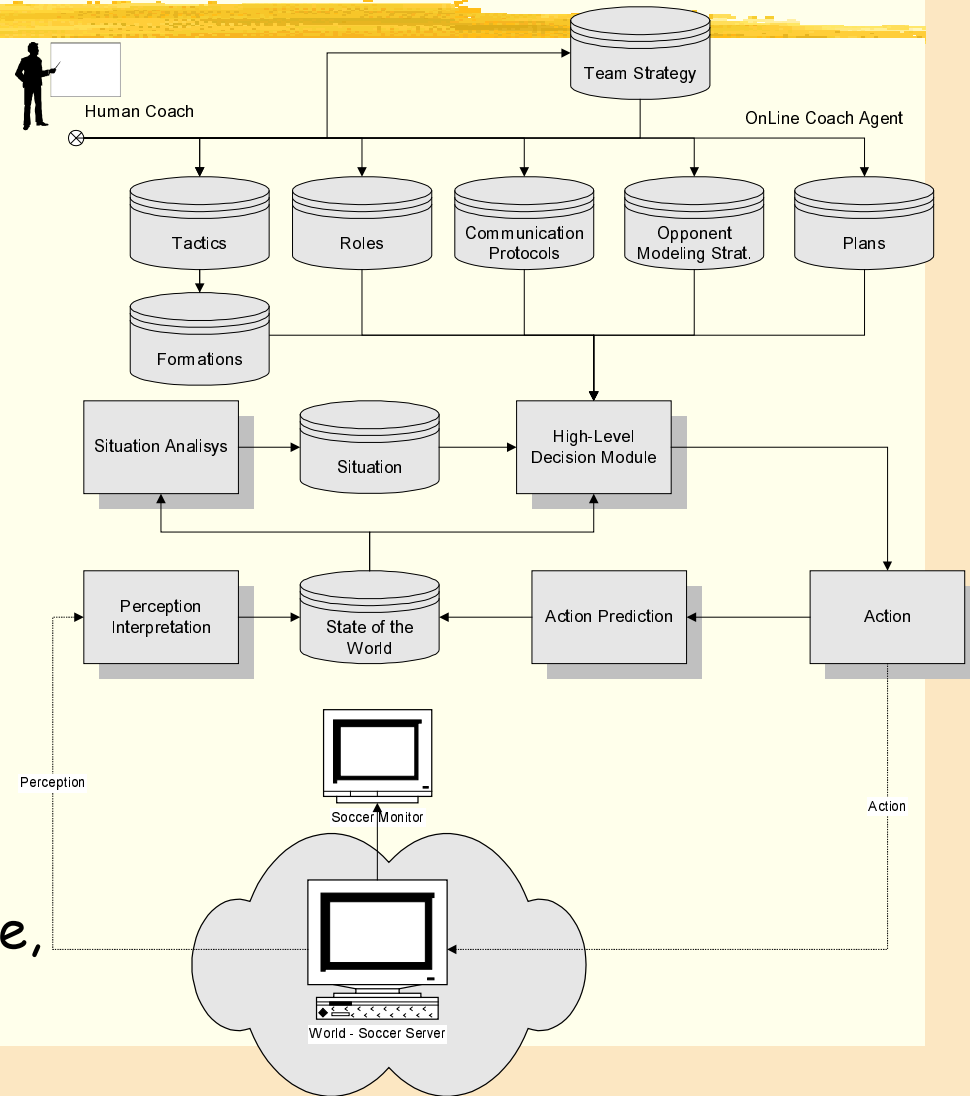 Team Strategy
Human Coach
OnLine Coach Agent
Tactics
Roles
Communication
Protocols
Opponent
Modeling Strat.
Plans
Formations
Situation Analisys
Situation
High-Level
Decision Module
Perception
Interpretation
State of the
World
Action Prediction
Action
Perception
Action
Soccer Monitor
e,
World - Soccer Server